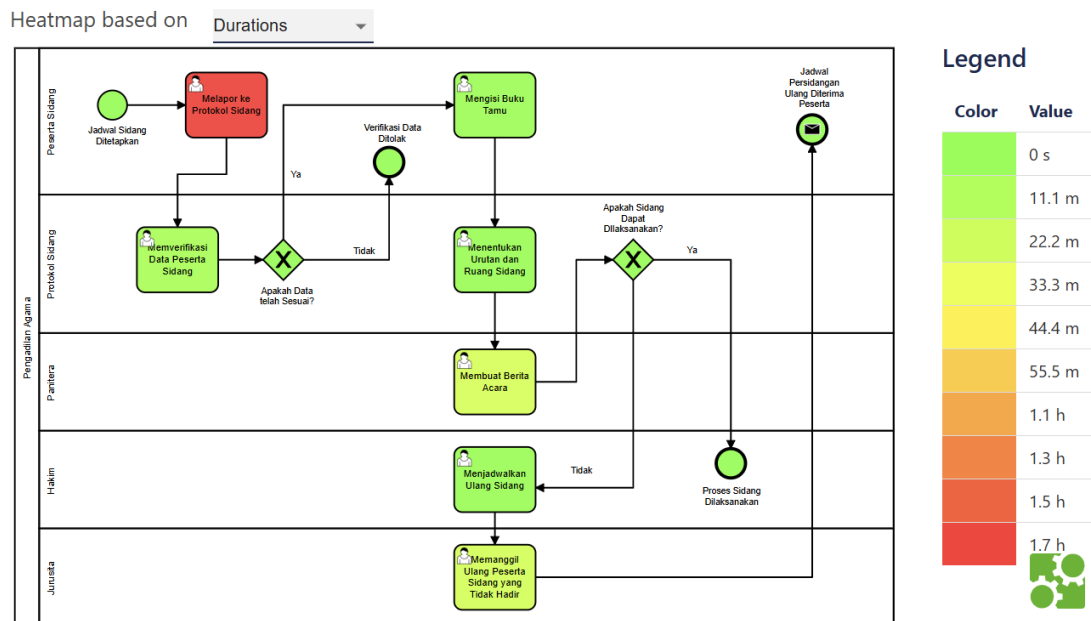 Heatmap based on
Durations
Legend
Color
Value
0 s
11.1 m
22.2 m
33.3 m
44.4 m
55.5 m
1.1 h
1.3 h
1.5 h
1.7 h
Pengadilan Agama
Peserta Sidang
Jadwal Sidang
Ditetapkan
Melapor ke
Protokol Sidang
Ya
Verifikasi Data
Ditolak
Mengisi Buku
Tamu
Jadwal
Persidangan
Ulang Diterima
Peserta
Protokol Sidang
Memverifikasi
Data Peserta
Sidang
X
Apakah Data
telah Sesuai?
Tidak
Menentukan
Urutan dan
Ruang Sidang
Apakah Sidang
Dapat
DIlaksanakan?
X
Ya
Panitera
Membuat Berita
Acara
Hakim
Menjadwalkan
Ulang Sidang
Tidak
Proses Sidang
Dilaksanakan
Jurusita
Memanggil
Ulang Peserta
Sidang yang
Tidak Hadir